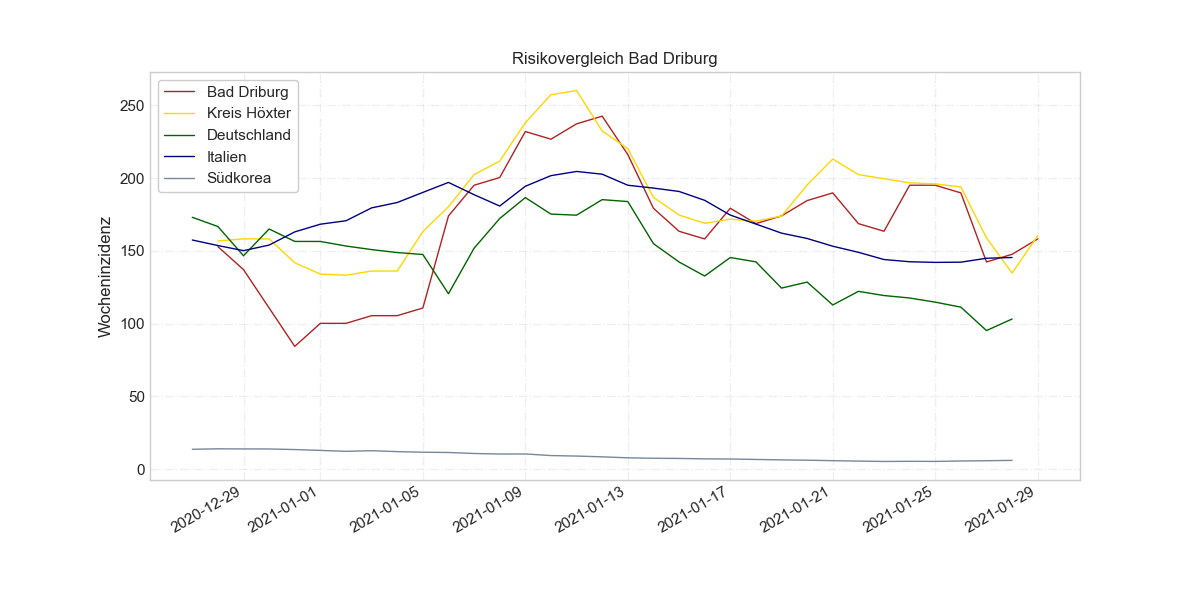 Risikovergleich Bad Driburg
Bad Driburg
Kreis Höxter
Deutschland
Italien
Südkorea
Wocheninzidenz
250
200
150
100
50
0
2020-12-29
2021-01-01
2021-01-05
2021-01-09
2021-01-13
2021-01-17
2021-01-21
2021-01-25
2021-01-29